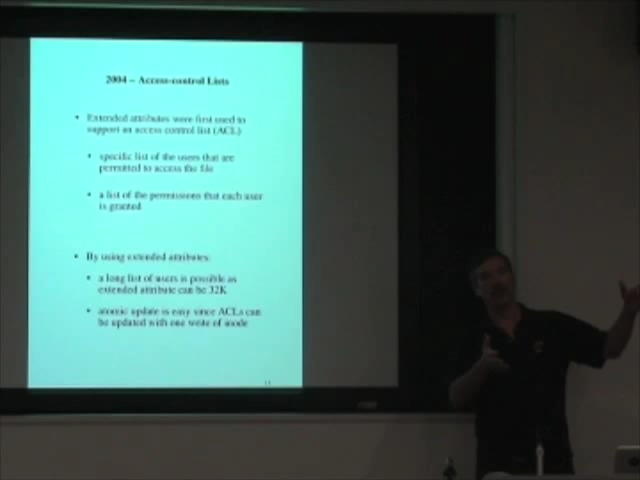 2004 – Access-control Lists
• Extended attributes were first used to
support an access control list (ACL)
• specific list of the users that are
permitted to access the file
• a list of the permissions that each user
is granted
• By using extended attributes:
• a long list of users is possible as
extended attribute can be 32K
• atomic update is easy since ACLs can
be updated with one write of inode